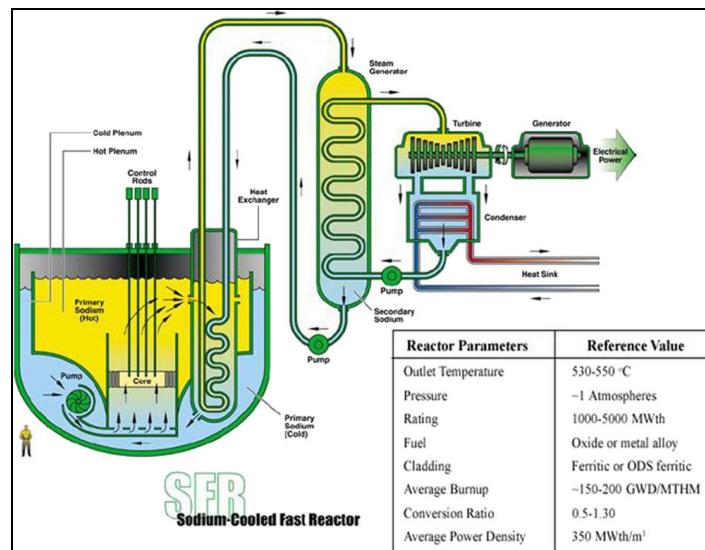 Steam
Generator
Turbine
Generator
Electrical
Power
Cold Plenum
Hot Plenum
Control
Rods
Heat
Exchanger
Condenser
Heat Sink
Pump
Primary
Sodium
(Hot)
Secondary
Sodium
Pump
Pump
Core
Primary
Sodium
(Cold)
SFR
Sodium-Cooled Fast Reactor
Reactor Parameters Reference Value
Outlet Temperature 530-550 °C
Pressure ~1 Atmospheres
Rating 1000-5000 MWth
Fuel Oxide or metal alloy
Cladding Ferritic or ODS ferritic
Average Burnup ~150-200 GWD/MTHM
Conversion Ratio 0.5-1.30
Average Power Density 350 MWth/m¹